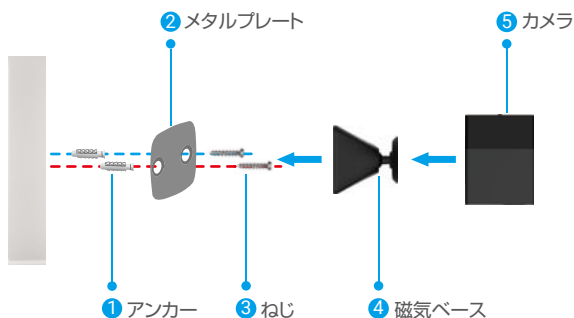 2 メタルプレート
5 カメラ
1 アンカー
3 ねじ
4 磁気ベース